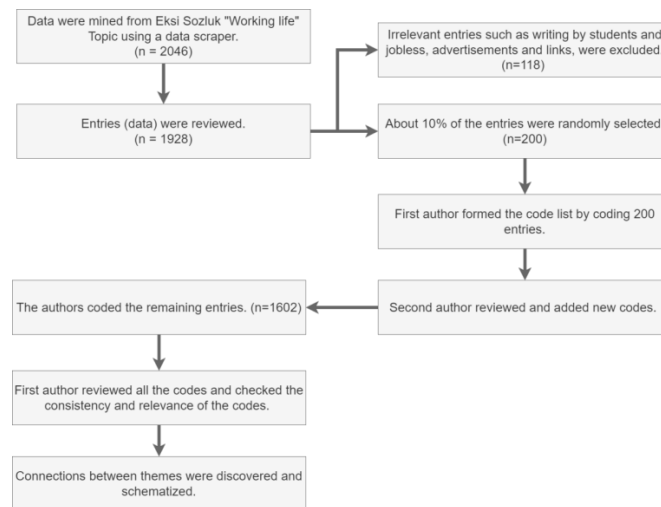 Data were mined from Eksi Sozluk "Working life"
Topic using a data scraper.
(n = 2046)
Irrelevant entries such as writing by students and
jobless, advertisements and links, were excluded.
(n=118)
Entries (data) were reviewed.
(n = 1928)
About 10% of the entries were randomly selected.
(n=200)
First author formed the code list by coding 200
entries.
Second author reviewed and added new codes.
The authors coded the remaining entries. (n=1602)
First author reviewed all the codes and checked the
consistency and relevance of the codes.
Connections between themes were discovered and
schematized.